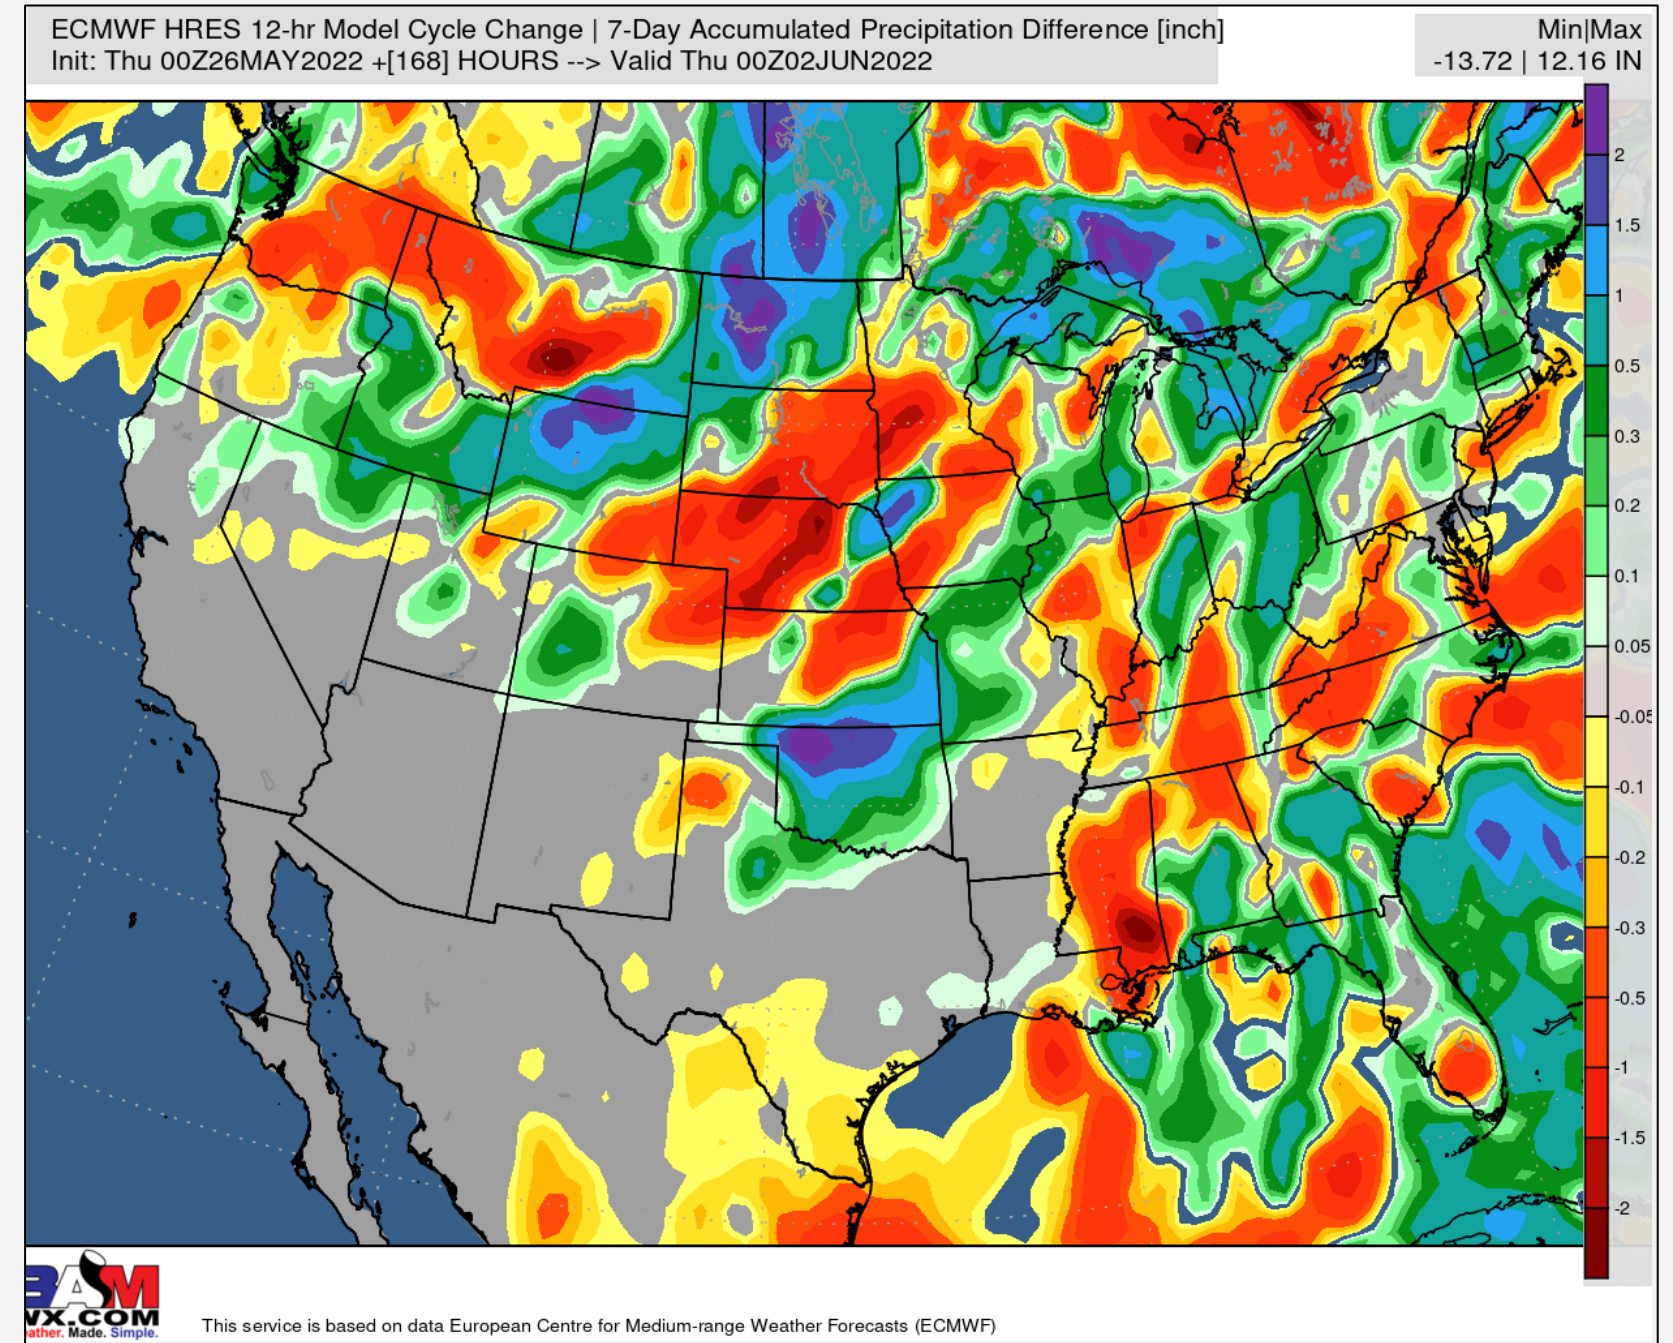 ECMWF HRES 12-hr Model Cycle Change | 7-Day Accumulated Precipitation Difference [inch]
Init: Thu 00Z26MAY2022 +[168] HOURS --> Valid Thu 00Z02JUN2022
Min|Max
-13.72 | 12.16 IN
2
1.5
1
0.5
0.3
0.2
0.1
0.05
-0.05
-0.1
-0.2
-0.3
-0.5
-1
-1.5
-2
BAM
WX.COM
eather. Made. Simple.
This service is based on data European Centre for Medium-range Weather Forecasts (ECMWF)